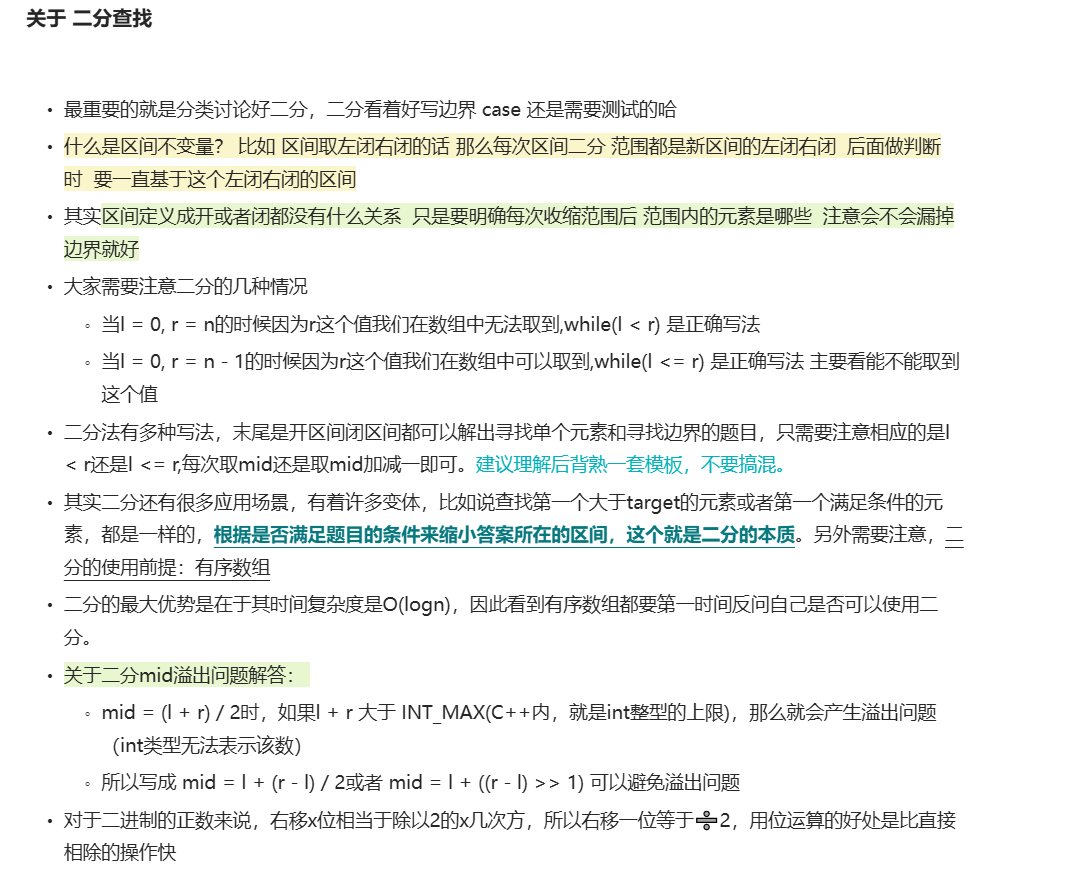 关于 二分查找
• 最重要的就是分类讨论好二分，二分看着好写边界 case 还是需要测试的哈
• 什么是区间不变量？ 比如 区间取左闭右闭的话 那么每次区间二分 范围都是新区间的左闭右闭 后面做判断
时 要一直基于这个左闭右闭的区间
• 其实区间定义成开或者闭都没有什么关系 只是要明确每次收缩范围后 范围内的元素是哪些 注意会不会漏掉
边界就好
• 大家需要注意二分的几种情况
◦ 当l = 0, r = n的时候因为r这个值我们在数组中无法取到,while(l < r) 是正确写法
◦ 当l = 0, r = n - 1的时候因为r这个值我们在数组中可以取到,while(l <= r) 是正确写法 主要看能不能取到
这个值
• 二分法有多种写法，末尾是开区间闭区间都可以解出寻找单个元素和寻找边界的题目，只需要注意相应的是l
< r还是l <= r,每次取mid还是取mid加减一即可。建议理解后背熟一套模板，不要搞混。
• 其实二分还有很多应用场景，有着许多变体，比如说查找第一个大于target的元素或者第一个满足条件的元
素，都是一样的，根据是否满足题目的条件来缩小答案所在的区间，这个就是二分的本质。另外需要注意，二
分的使用前提：有序数组
• 二分的最大优势是在于其时间复杂度是O(logn)，因此看到有序数组都要第一时间反问自己是否可以使用二
分。
• 关于二分mid溢出问题解答：
◦ mid = (l + r) / 2时，如果l + r 大于 INT_MAX(C++内，就是int整型的上限)，那么就会产生溢出问题
（int类型无法表示该数）
◦ 所以写成 mid = l + (r - l) / 2或者 mid = l + ((r - l) >> 1) 可以避免溢出问题
• 对于二进制的正数来说，右移x位相当于除以2的x几次方，所以右移一位等于➗2，用位运算的好处是比直接
相除的操作快